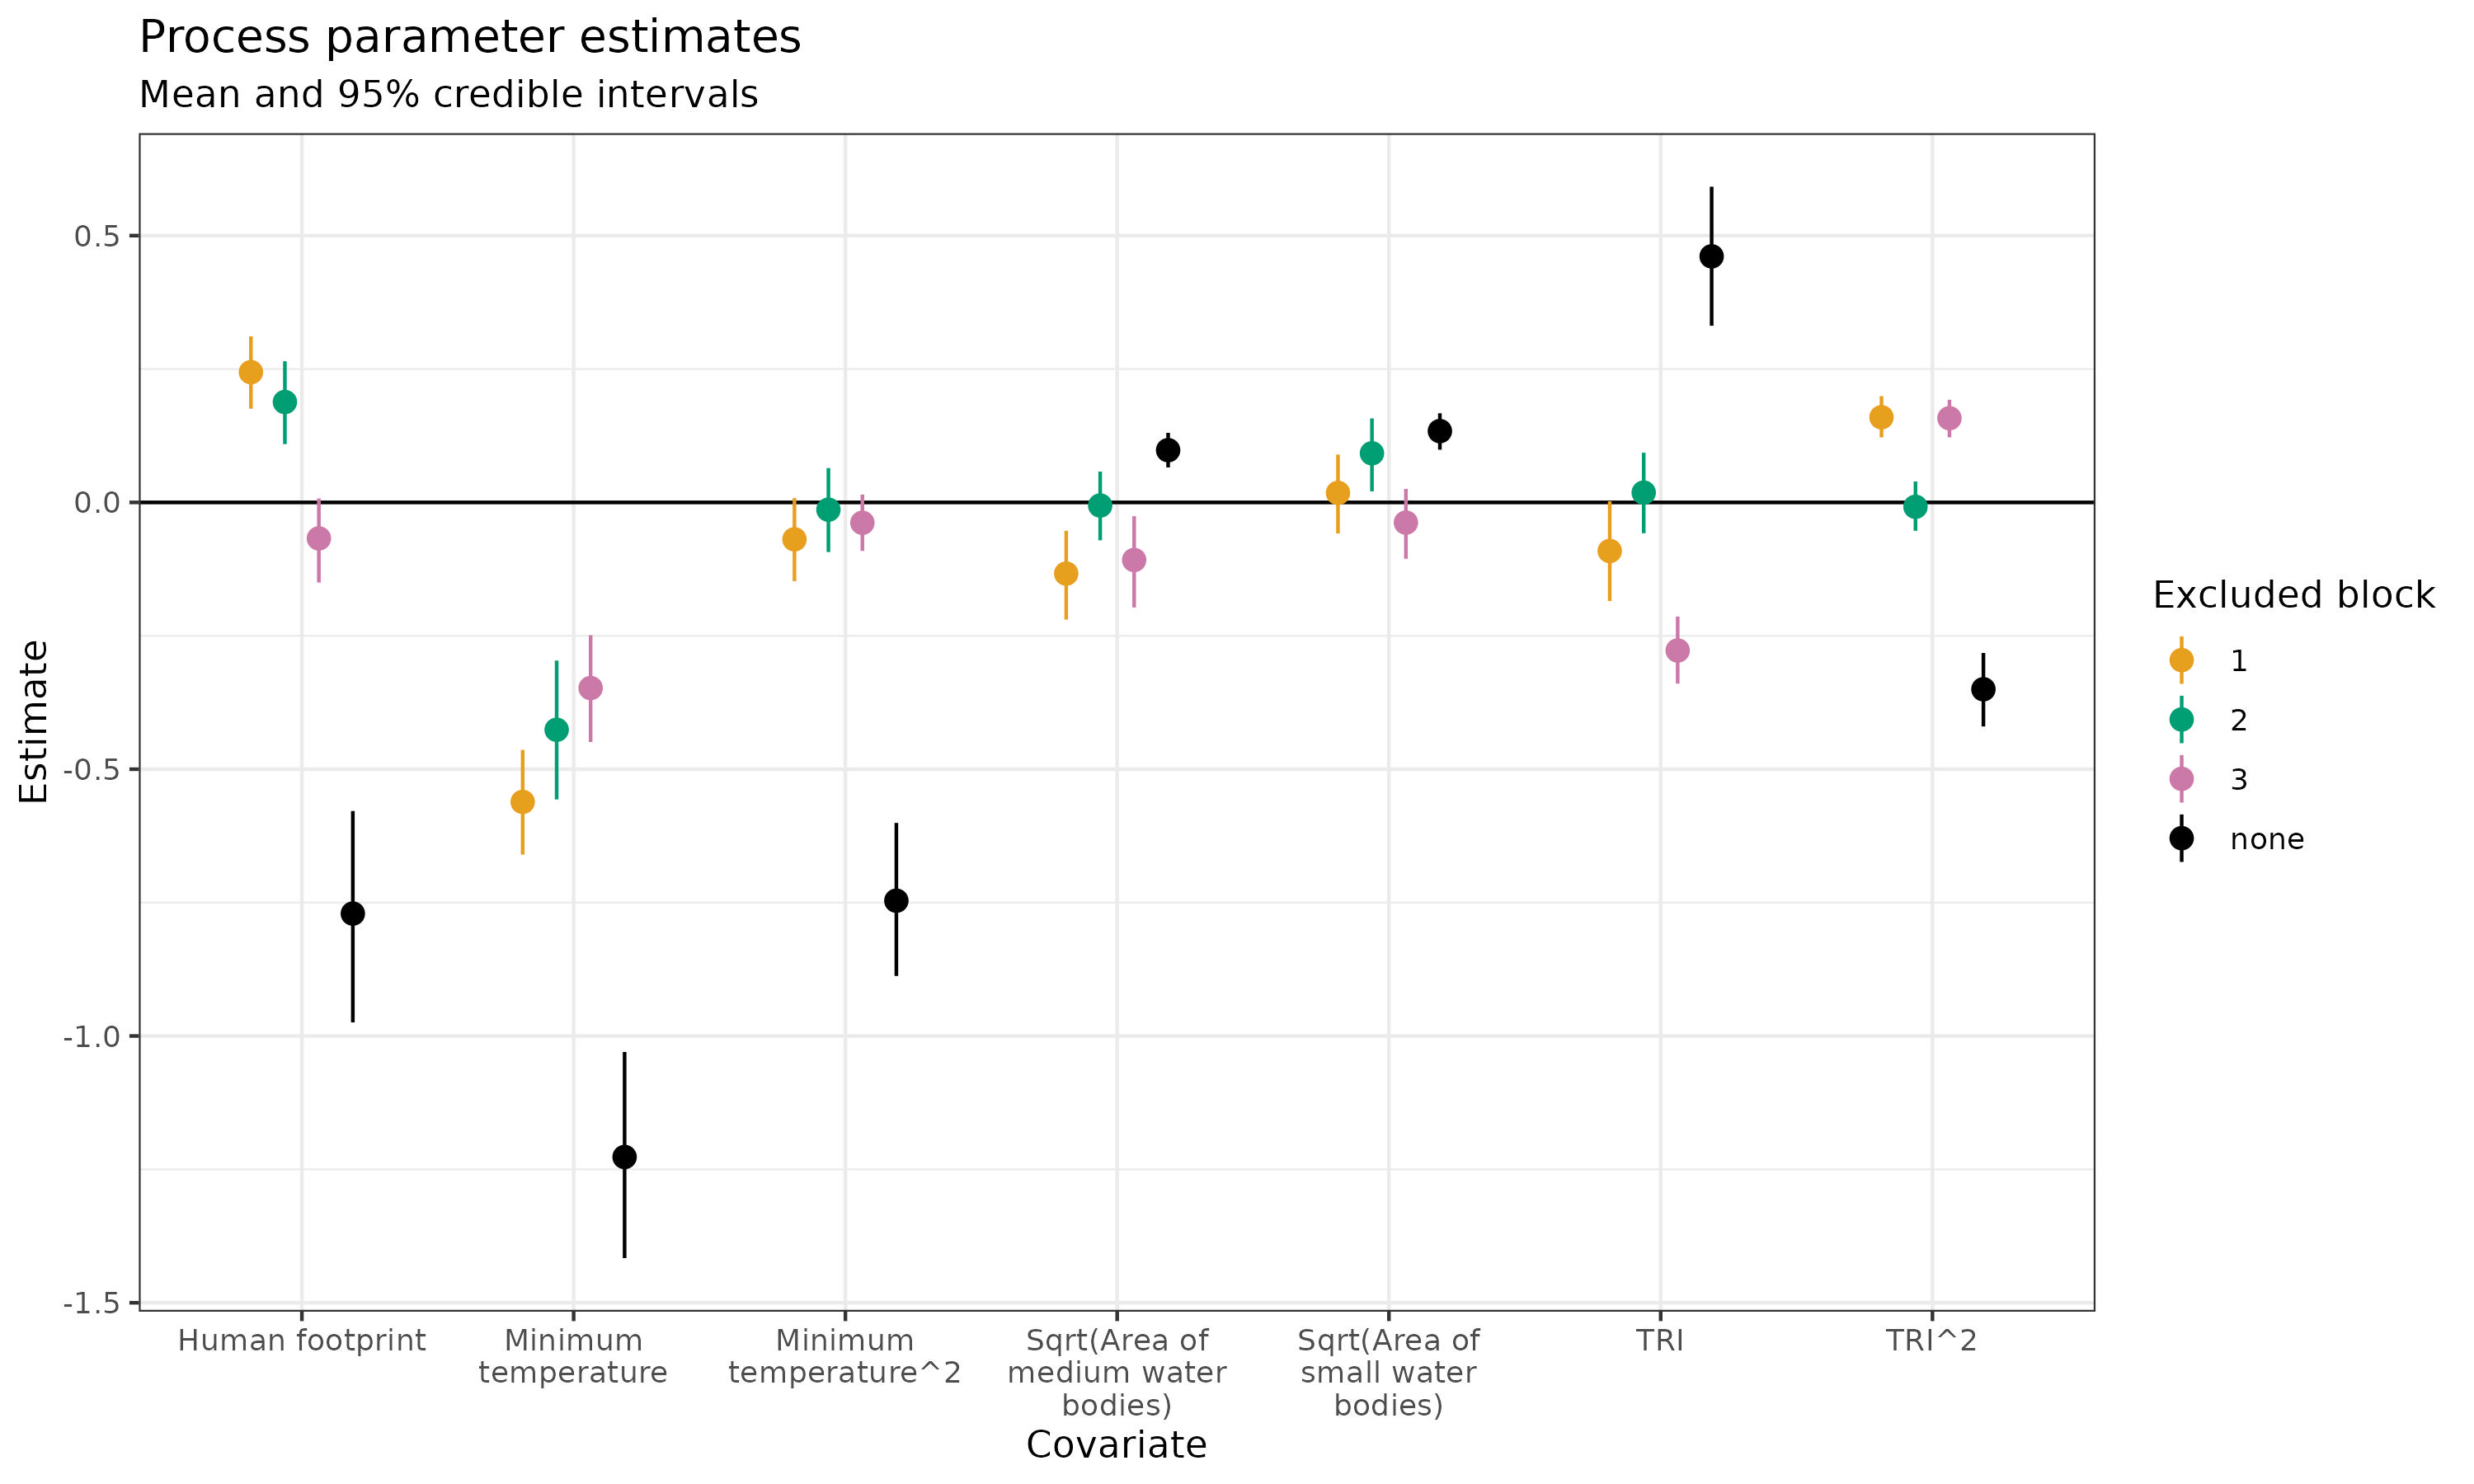 Process parameter estimates
Mean and 95% credible intervals
Estimate
0.5
0.0
-0.5
-1.0
-1.5
Human footprint
Minimum
temperature
Minimum
temperature^2
Sqrt(Area of
medium water
bodies)
Sqrt(Area of
small water
bodies)
TRI
TRI^2
Covariate
Excluded block
1
2
3
none